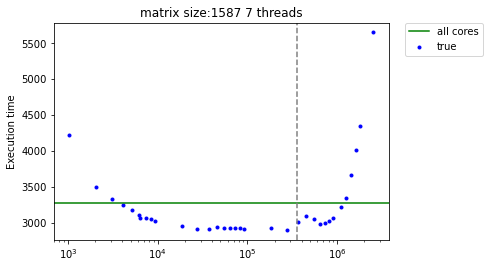 matrix size:1587 7 threads
all cores
true
5500
5000
4500
4000
3500
3000
Execution time
10³
10⁴
10⁵
10⁶